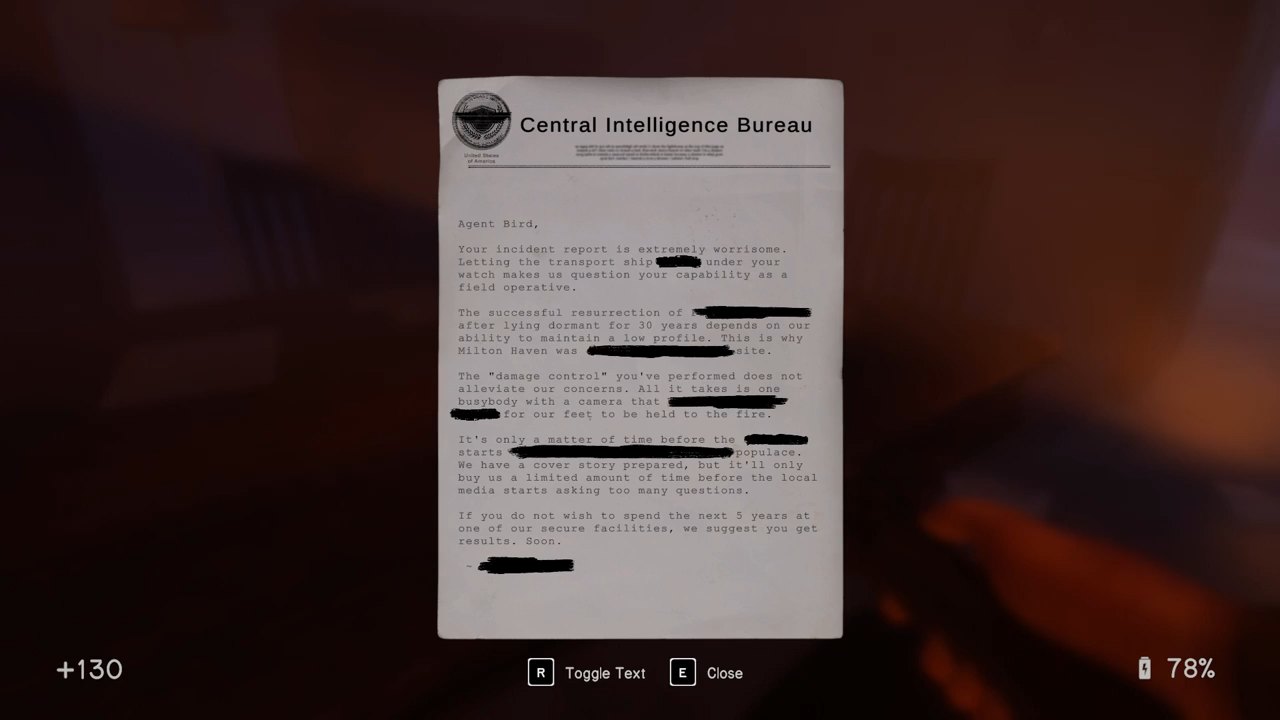 Central Intelligence Bureau
United States
of America
Agent Bird,
Your incident report is extremely worrisome.
Letting the transport ship under your
watch makes us question your capability as a
field operative.
The successful resurrection of
after lying dormant for 30 years depends on our
ability to maintain a low profile. This is why
Milton Haven was site.
The "damage control" you've performed does not
alleviate our concerns. All it takes is one
busybody with a camera that
for our feet to be held to the fire.
It's only a matter of time before the
starts populace.
We have a cover story prepared, but it'll only
buy us a limited amount of time before the local
media starts asking too many questions.
If you do not wish to spend the next 5 years at
one of our secure facilities, we suggest you get
results. Soon.
-
+130
R Toggle Text E Close
78%